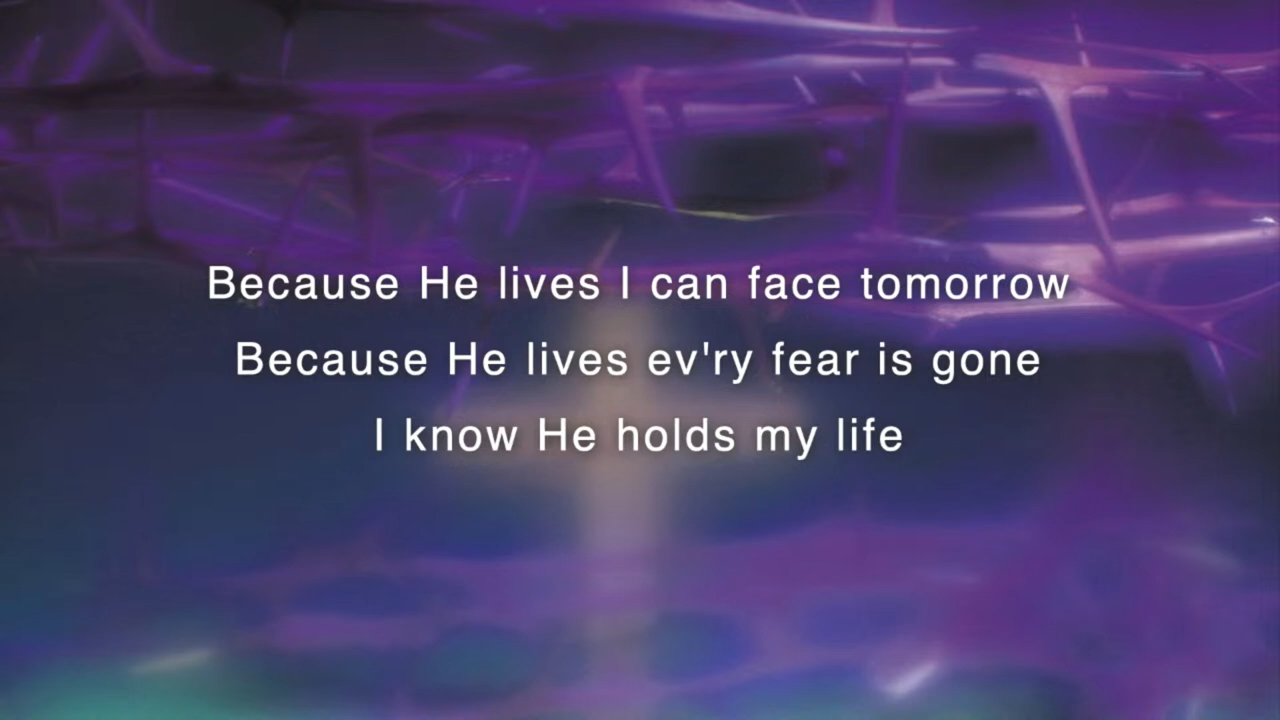 Because He lives I can face tomorrow
Because He lives ev'ry fear is gone
I know He holds my life